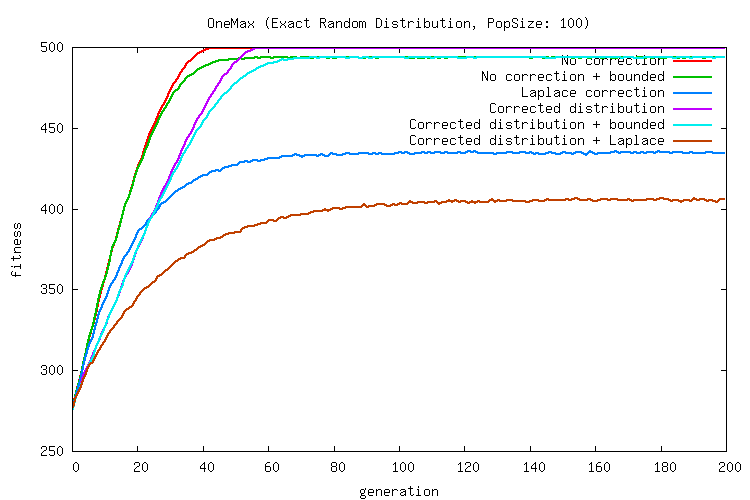 OneMax (Exact Random Distribution, PopSize: 100)
500
450
400
350
300
250
fitness
No correction
No correction + bounded
Laplace correction
Corrected distribution
Corrected distribution + bounded
Corrected distribution + Laplace
0 20 40 60 80 100 120 140 160 180 200
generation